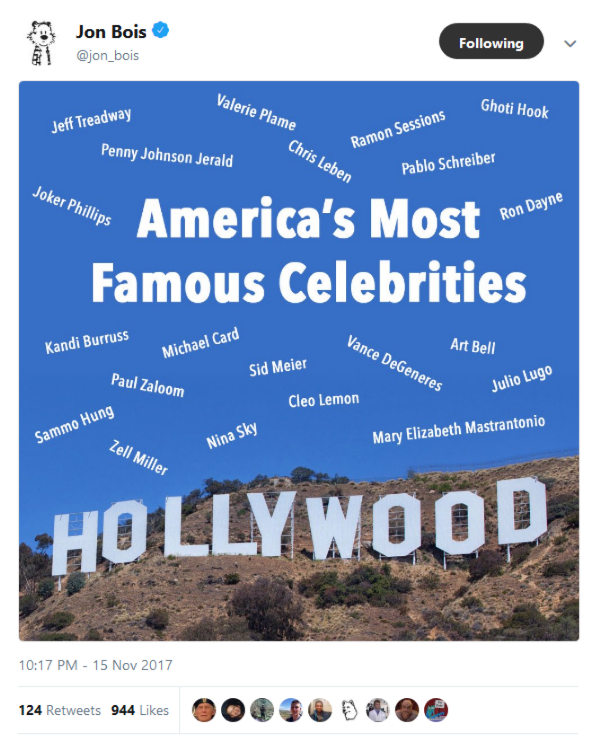 Jon Bois
@jon_bois
Following
Jeff Treadway
Valerie Plame
Ghoti Hook
Ramon Sessions
Penny Johnson Jerald
Chris Leben
Pablo Schreiber
Joker Phillips
Ron Dayne
America's Most
Famous Celebrities
Kandi Burruss
Michael Card
Vance DeGeneres
Art Bell
Sid Meier
Paul Zaloom
Julio Lugo
Cleo Lemon
Sammo Hung
Nina Sky
Mary Elizabeth Mastrantonio
Zell Miller
HOLLYWOOD
10:17 PM - 15 Nov 2017
124 Retweets 944 Likes